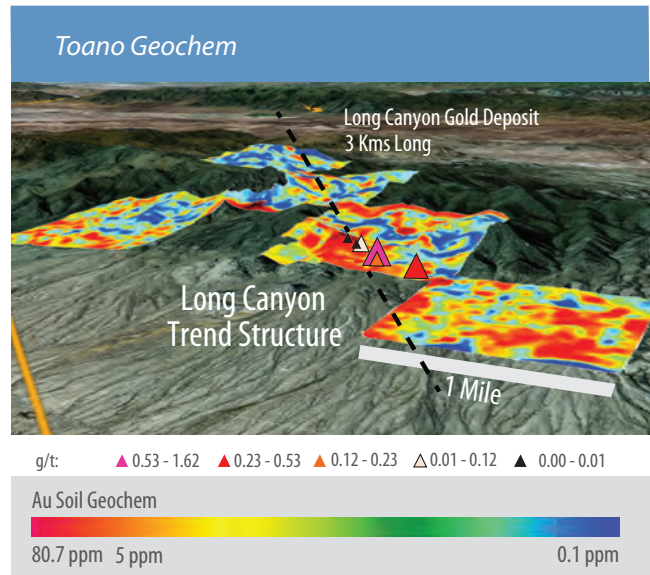 Toano Geochem
Long Canyon Gold Deposit
3 Kms Long
Long Canyon
Trend Structure
1 Mile
g/t: 0.53 - 1.62 0.23 - 0.53 0.12 - 0.23 0.01 - 0.12 0.00 - 0.01
Au Soil Geochem
80.7 ppm 5 ppm 0.1 ppm